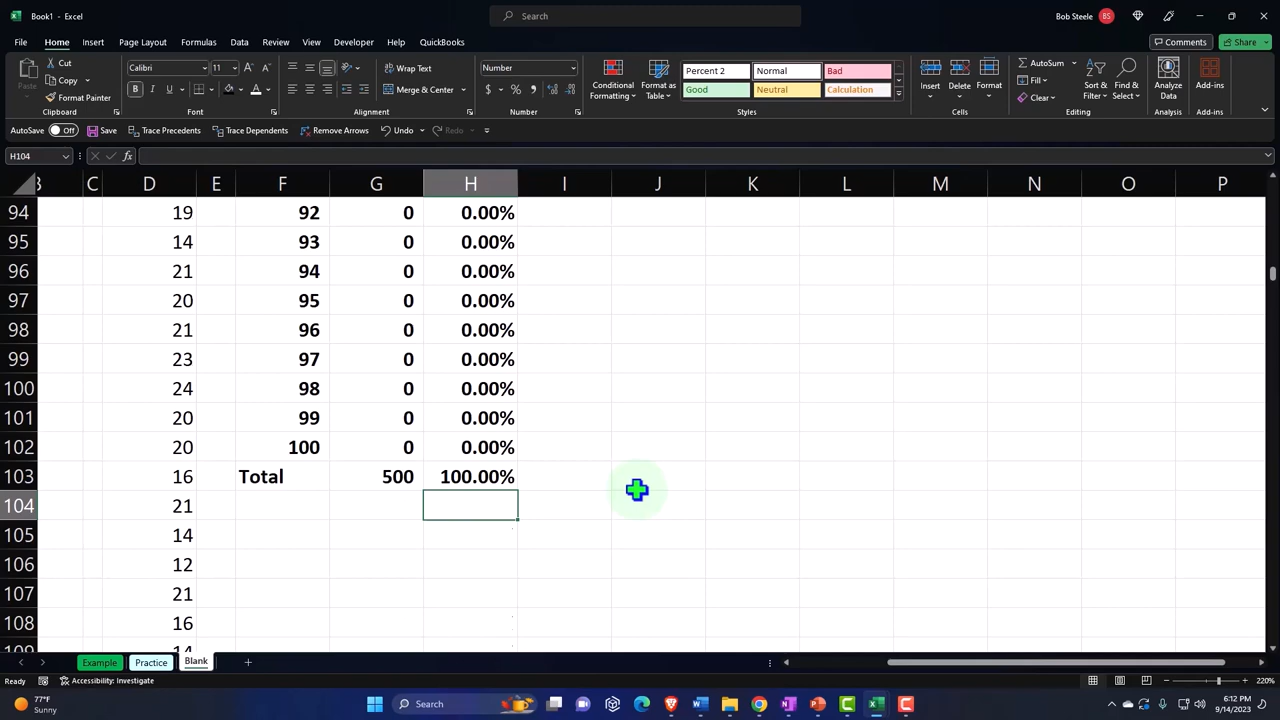 Book1 - Excel
Search
Bob Steele BS
File Home Insert Page Layout Formulas Data Review View Developer Help QuickBooks
Comments Share
Paste Cut Copy Format Painter Clipboard
Calibri 11 Font
Wrap Text Merge & Center Alignment
Number Number
Conditional Formatting Format as Table
Percent 2 Normal Bad
Good Neutral Calculation
Styles
Insert Delete Format Cells
AutoSum Fill Clear Sort & Filter Find & Select Editing
Analyze Data Analysis
Add-ins Add-ins
AutoSave Off Save Trace Precedents Trace Dependents Remove Arrows Undo Redo
H104 fx
C D E F G H I J K L M N O P
94 19 92 0 0.00%
95 14 93 0 0.00%
96 21 94 0 0.00%
97 20 95 0 0.00%
98 21 96 0 0.00%
99 23 97 0 0.00%
100 24 98 0 0.00%
101 20 99 0 0.00%
102 20 100 0 0.00%
103 16 Total 500 100.00%
104 21
105 14
106 12
107 21
108 16
109 14
Example Practice Blank
Ready Accessibility: Investigate 220%
77°F
Sunny
Search
6:12 PM
9/14/2023